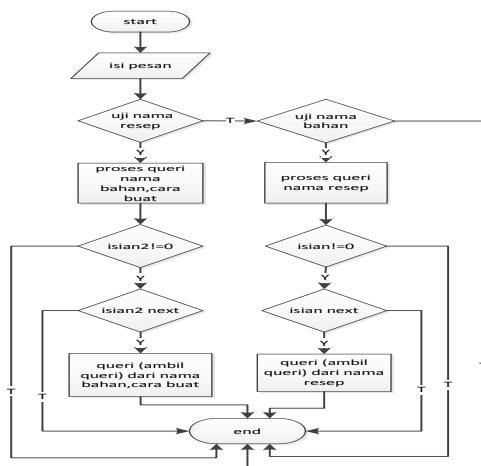 start
isi pesan
uji nama
resep
T
uji nama
bahan
Y
Y
proses queri
nama
bahan,cara
buat
proses queri
nama resep
isian2!=0
isian!=0
Y
Y
isian2 next
isian next
Y
Y
queri (ambil
queri) dari nama
bahan,cara buat
queri (ambil
queri) dari nama
resep
T
T
T
T
end